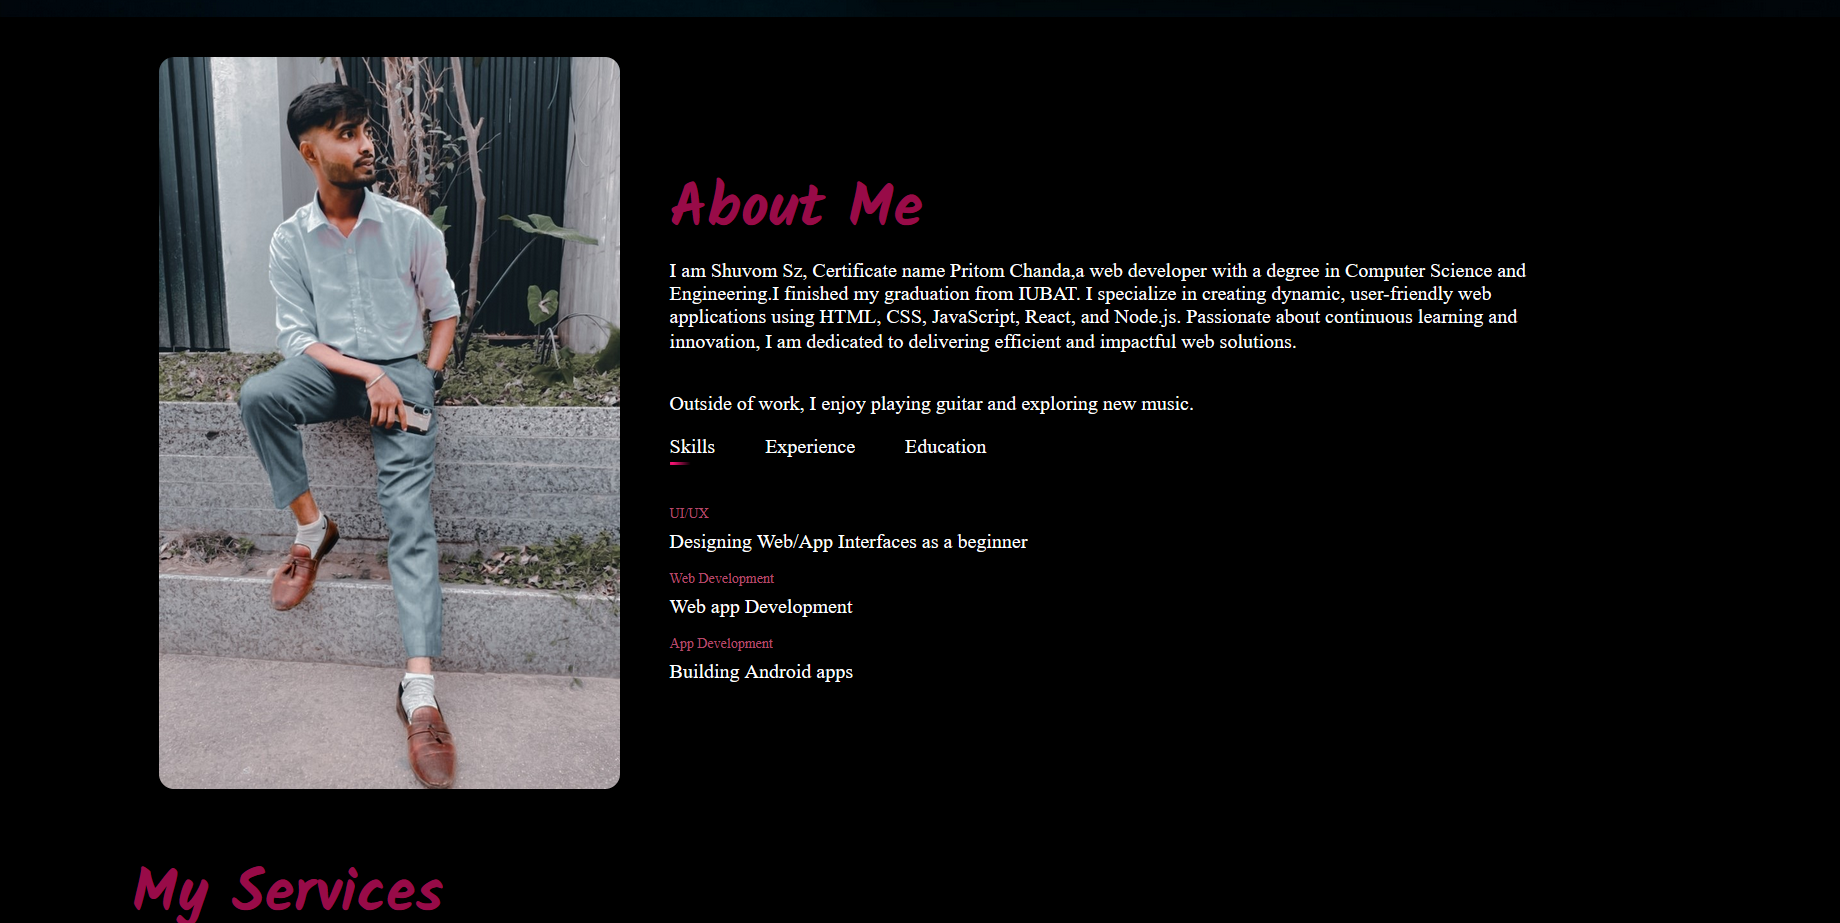 About Me
I am Shuvom Sz, Certificate name Pritom Chanda,a web developer with a degree in Computer Science and
Engineering.I finished my graduation from IUBAT. I specialize in creating dynamic, user-friendly web
applications using HTML, CSS, JavaScript, React, and Node.js. Passionate about continuous learning and
innovation, I am dedicated to delivering efficient and impactful web solutions.
Outside of work, I enjoy playing guitar and exploring new music.
Skills Experience Education
UI/UX
Designing Web/App Interfaces as a beginner
Web Development
Web app Development
App Development
Building Android apps
My Services